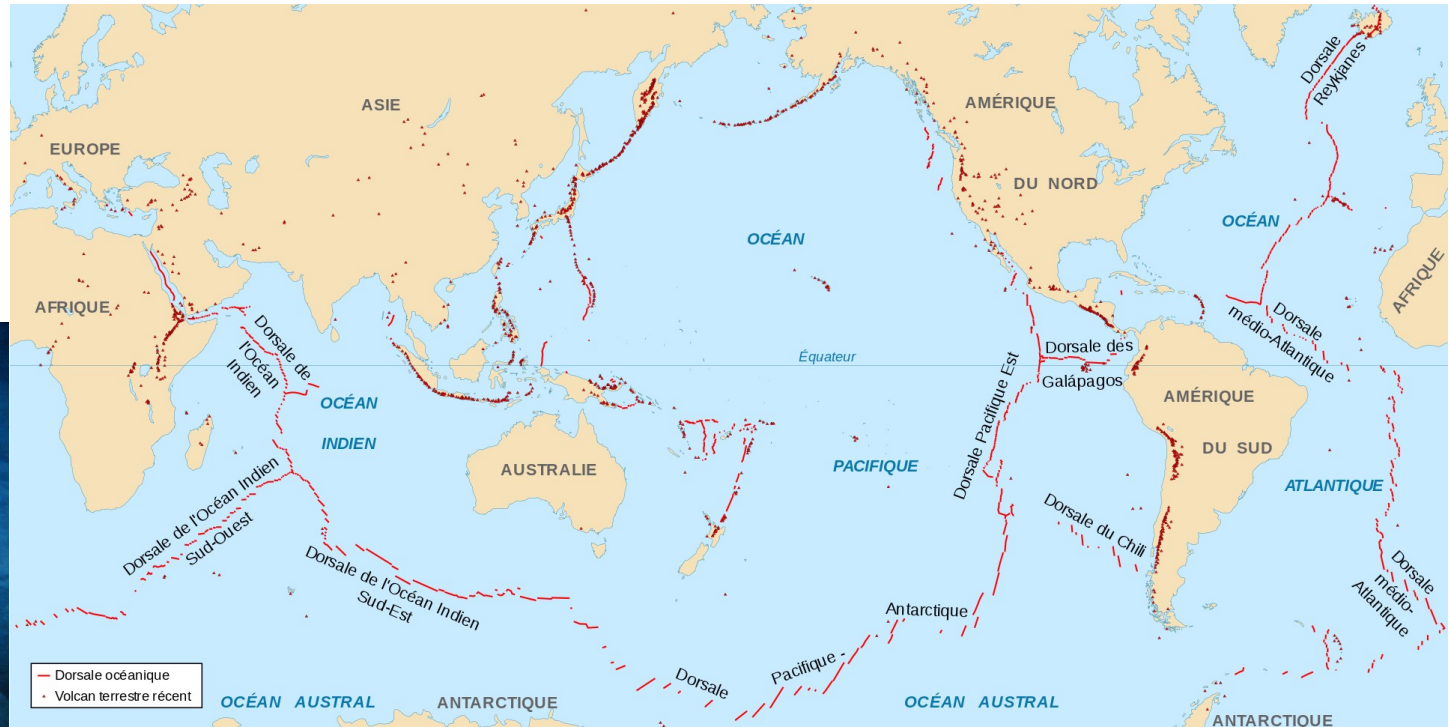 Dorsale
Reykjanes
ASIE
AMÉRIQUE
EUROPE
DU NORD
OCÉAN
OCÉAN
AFRIQUE
AFRIQUE
Dorsale de
l'Océan
Indien
Dorsale
médio-Atlantique
Équateur
Dorsale des
Galápagos
Dorsale Pacifique Est
OCÉAN
INDIEN
AMÉRIQUE
DU SUD
AUSTRALIE
PACIFIQUE
ATLANTIQUE
Dorsale de l'Océan Indien
Sud-Ouest
Dorsale du Chili
Dorsale de l'Océan Indien
Sud-Est
Dorsale
médio-
Atlantique
Dorsale
Pacifique -
Antarctique
Dorsale océanique
Volcan terrestre récent
OCÉAN AUSTRAL
ANTARCTIQUE
OCÉAN AUSTRAL
ANTARCTIQUE